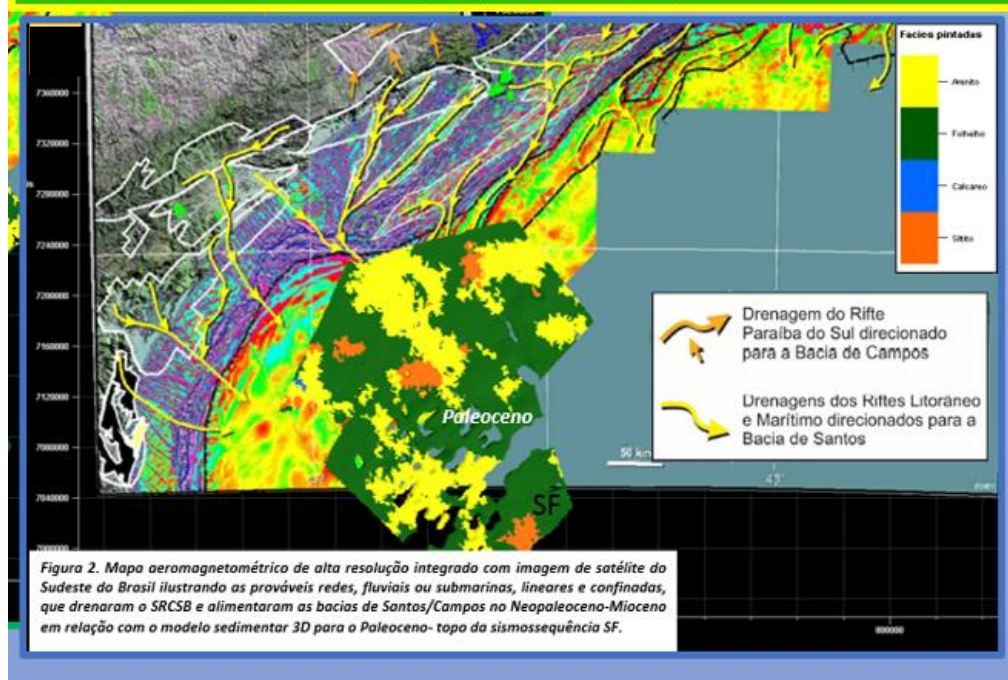 Facies pintadas
Arenito
Folhelho
Calcareo
Siltito
7360000
7320000
7280000
7240000
7200000
7160000
7120000
7080000
7040000
Paleoceno
SF
Drenagem do Rifte
Paraíba do Sul direcionado
para a Bacia de Campos
Drenagens dos Riftes Litorâneo
e Marítimo direcionados para a
Bacia de Santos
50 km
800000
Figura 2. Mapa aeromagnetométrico de alta resolução integrado com imagem de satélite do
Sudeste do Brasil ilustrando as prováveis redes, fluviais ou submarinas, lineares e confinadas,
que drenaram o SRCSB e alimentaram as bacias de Santos/Campos no Neopaleoceno-Mioceno
em relação com o modelo sedimentar 3D para o Paleoceno- topo da sismossequência SF.